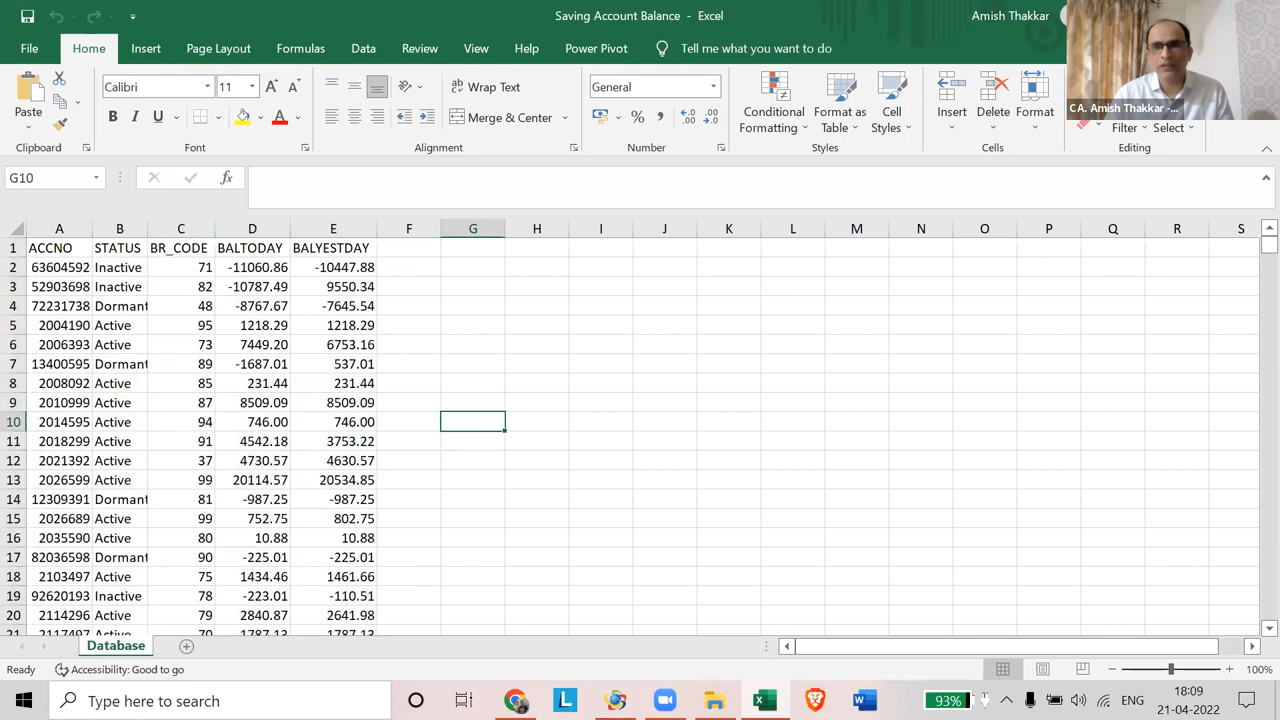 Saving Account Balance - Excel
Amish Thakkar
File Home Insert Page Layout Formulas Data Review View Help Power Pivot Tell me what you want to do
CA. Amish Thakkar -...
Paste
Calibri 11
B I U A
Wrap Text
Merge & Center
General
% ,
Conditional Formatting
Format as Table
Cell Styles
Insert Delete Format
Filter Select
Clipboard Font Alignment Number Styles Cells Editing
G10 fx
A B C D E F G H I J K L M N O P Q R S
1 ACCNO STATUS BR_CODE BALTODAY BALYESTDAY
2 63604592 Inactive 71 -11060.86 -10447.88
3 52903698 Inactive 82 -10787.49 9550.34
4 72231738 Dormant 48 -8767.67 -7645.54
5 2004190 Active 95 1218.29 1218.29
6 2006393 Active 73 7449.20 6753.16
7 13400595 Dormant 89 -1687.01 537.01
8 2008092 Active 85 231.44 231.44
9 2010999 Active 87 8509.09 8509.09
10 2014595 Active 94 746.00 746.00
11 2018299 Active 91 4542.18 3753.22
12 2021392 Active 37 4730.57 4630.57
13 2026599 Active 99 20114.57 20534.85
14 12309391 Dormant 81 -987.25 -987.25
15 2026689 Active 99 752.75 802.75
16 2035590 Active 80 10.88 10.88
17 82036598 Dormant 90 -225.01 -225.01
18 2103497 Active 75 1434.46 1461.66
19 92620193 Inactive 78 -223.01 -110.51
20 2114296 Active 79 2840.87 2641.98
21 2117497 Active 70 1787.13 1787.13
Database
Ready Accessibility: Good to go 100%
Type here to search
93% ENG
18:09
21-04-2022